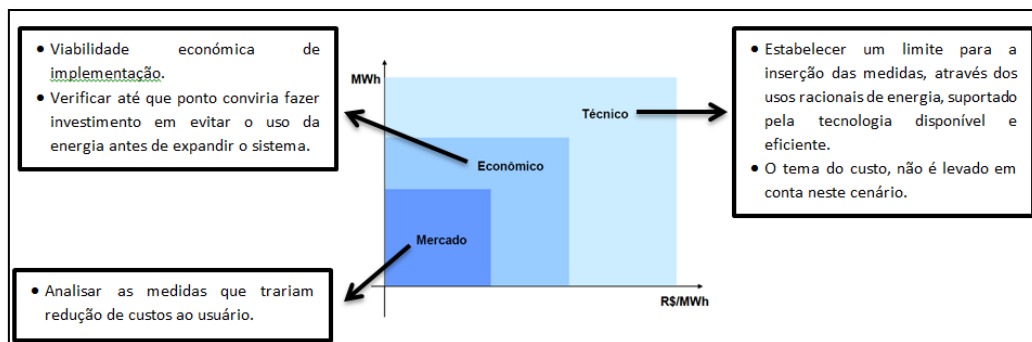 • Viabilidade económica de
implementação.
• Verificar até que ponto conviria fazer
investimento em evitar o uso da
energia antes de expandir o sistema.
MWh
Técnico
Econômico
Mercado
R$/MWh
• Estabelecer um limite para a
inserção das medidas, através dos
usos racionais de energia, suportado
pela tecnologia disponível e
eficiente.
• O tema do custo, não é levado em
conta neste cenário.
• Analisar as medidas que trariam
redução de custos ao usuário.